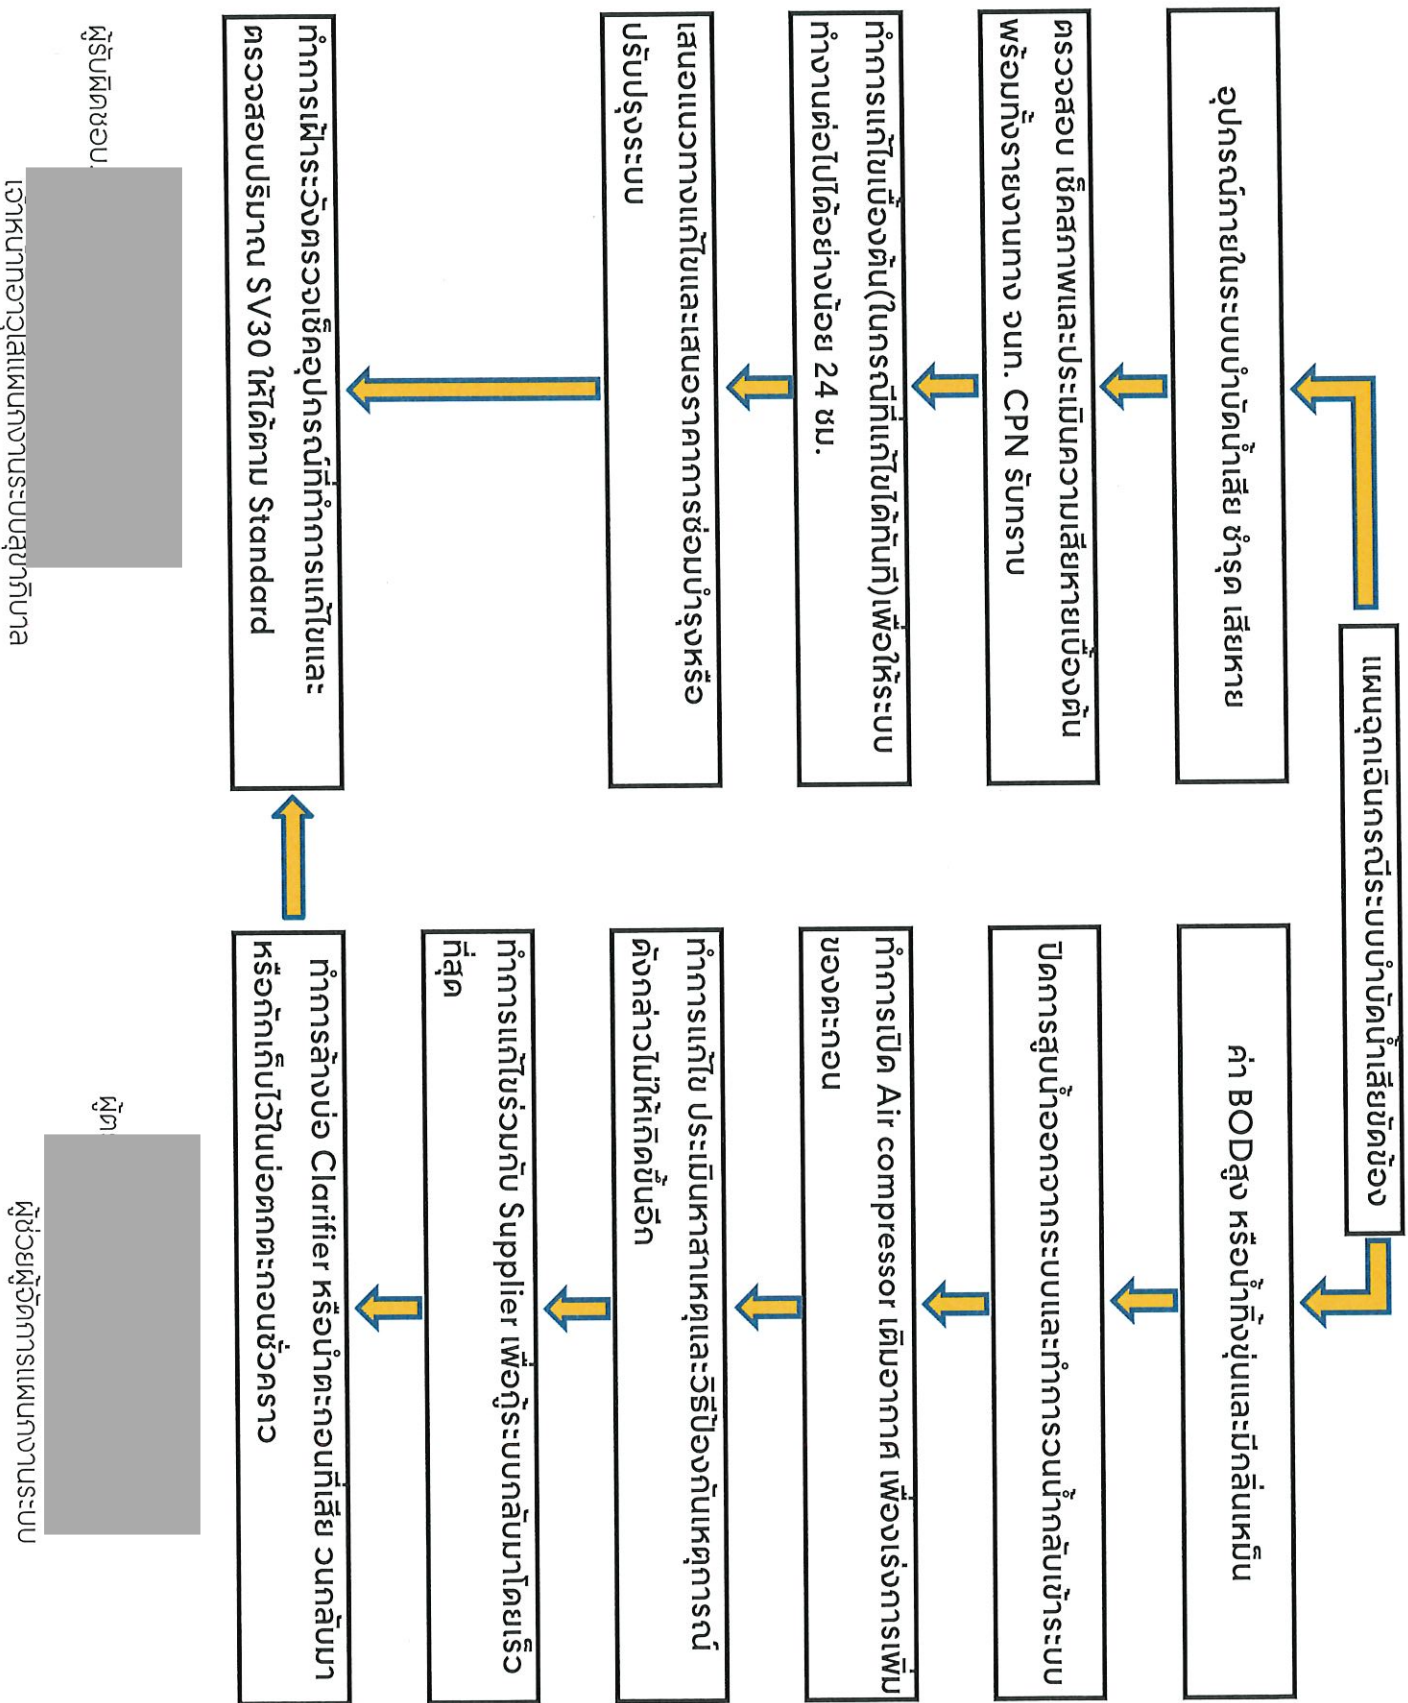 แผนฉุกเฉินกรณีระบบบำบัดน้ำเสียขัดข้อง
อุปกรณ์ภายในระบบบำบัดน้ำเสีย ชำรุด เสียหาย
ตรวจสอบ เช็คสภาพและประเมินความเสียหายเบื้องต้น
พร้อมทั้งรายงานทาง จนท. CPN รับทราบ
ทำการแก้ไขเบื้องต้น(ในกรณีที่แก้ไขได้ทันที)เพื่อให้ระบบ
ทำงานต่อไปได้อย่างน้อย 24 ชม.
เสนอแนวทางแก้ไขและเสนอราคาการซ่อมบำรุงหรือ
ปรับปรุงระบบ
ทำการเฝ้าระวังตรวจเช็คอุปกรณ์ที่ทำการแก้ไขและ
ตรวจสอบปริมาณ SV30 ให้ได้ตาม Standard
ค่า BODสูง หรือน้ำทิ้งขุ่นและมีกลิ่นเหม็น
ปิดการสูบน้ำออกจากระบบและทำการวนน้ำกลับเข้าระบบ
ทำการเปิด Air compressor เติมอากาศ เพื่องเร่งการเพิ่ม
ของตะกอน
ทำการแก้ไข ประเมินหาสาเหตุและวิธีป้องกันเหตุการณ์
ดังกล่าวไม่ให้เกิดขึ้นอีก
ทำการแก้ไขร่วมกับ Supplier เพื่อกู้ระบบกลับมาโดยเร็ว
ที่สุด
ทำการล้างบ่อ Clarifier หรือนำตะกอนที่เสีย วนกลับมา
หรือกักเก็บไว้ในบ่อตกตะกอนชั่วคราว
ผู้รับผิดชอบ
เจ้าหน้าที่อาวุโสแผนกงานระบบสุขาภิบาล
ผู้ช่วยผู้จัดการแผนกงานระบบ